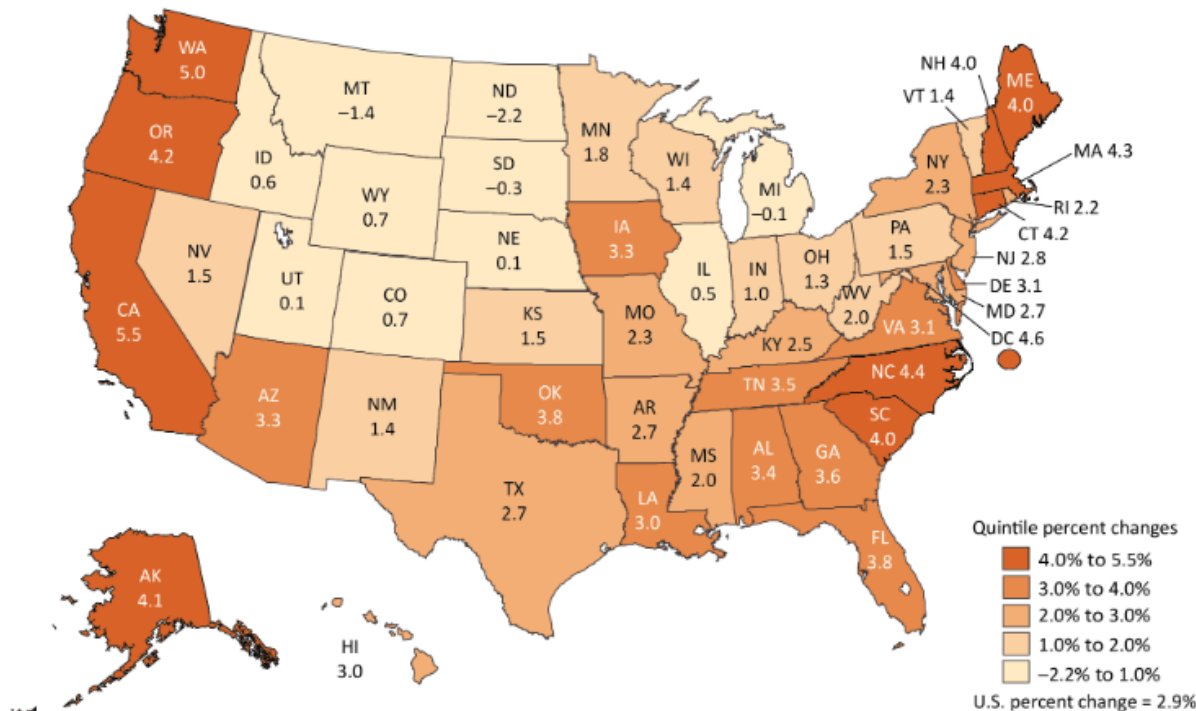 WA
5.0
OR
4.2
CA
5.5
NV
1.5
ID
0.6
MT
−1.4
WY
0.7
UT
0.1
CO
0.7
AZ
3.3
NM
1.4
ND
−2.2
SD
−0.3
NE
0.1
KS
1.5
OK
3.8
TX
2.7
MN
1.8
IA
3.3
MO
2.3
AR
2.7
LA
3.0
WI
1.4
IL
0.5
MI
−0.1
IN
1.0
OH
1.3
KY 2.5
TN 3.5
MS
2.0
AL
3.4
GA
3.6
FL
3.8
SC
4.0
NC 4.4
VA 3.1
WV
2.0
PA
1.5
NY
2.3
VT 1.4
NH 4.0
ME
4.0
MA 4.3
RI 2.2
CT 4.2
NJ 2.8
DE 3.1
MD 2.7
DC 4.6
AK
4.1
HI
3.0
Quintile percent changes
4.0% to 5.5%
3.0% to 4.0%
2.0% to 3.0%
1.0% to 2.0%
−2.2% to 1.0%
U.S. percent change = 2.9%